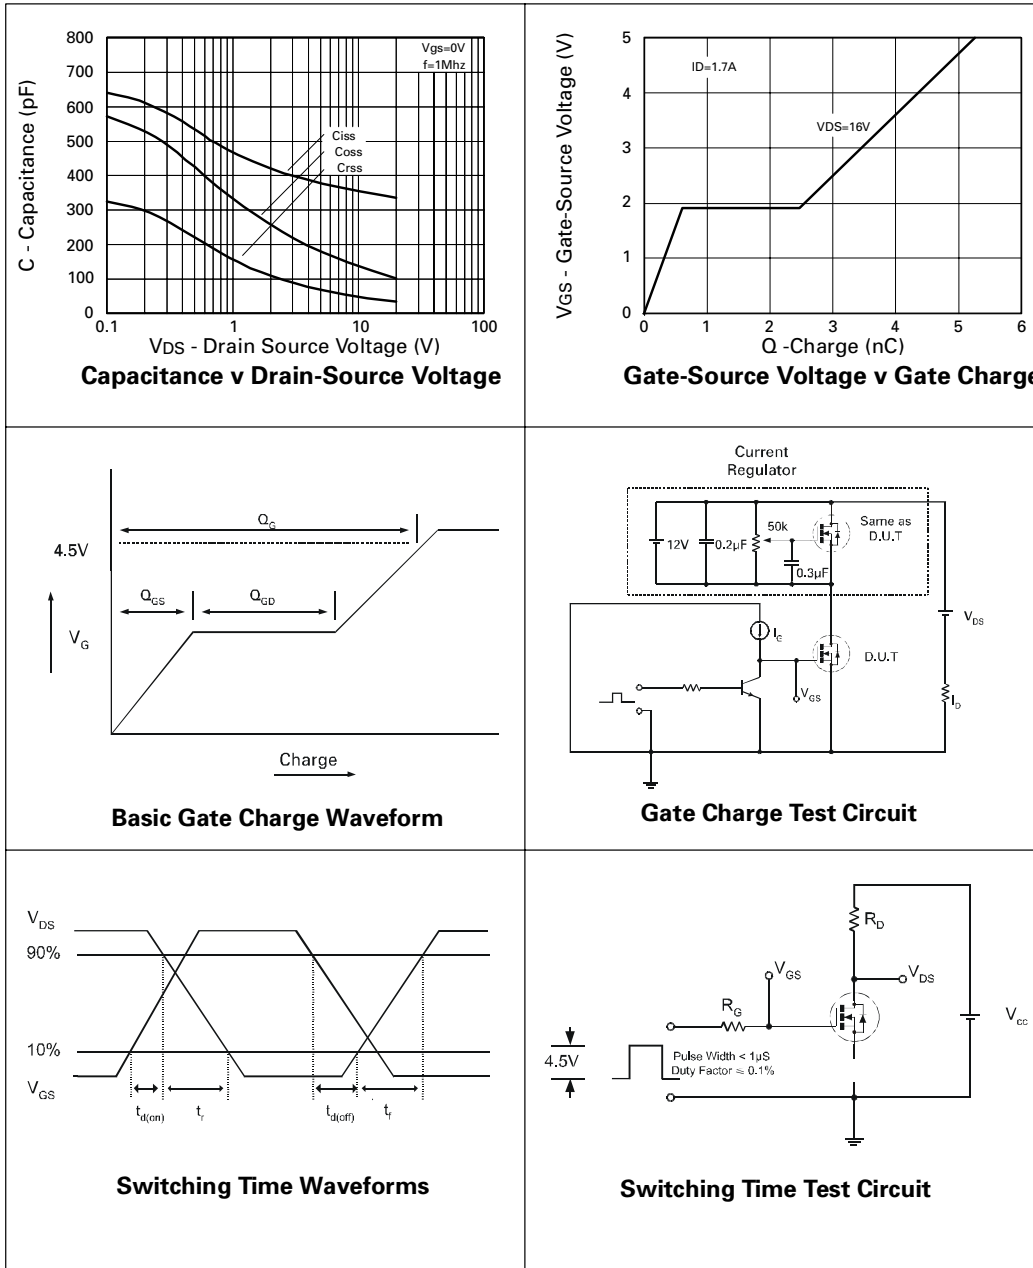 800
700
600
500
400
300
200
100
0
C - Capacitance (pF)
Vgs=0V
f=1Mhz
Ciss
Coss
Crss
0.1 1 10 100
VDS - Drain Source Voltage (V)
Capacitance v Drain-Source Voltage
5
4
3
2
1
0
VGS - Gate-Source Voltage (V)
ID=1.7A
VDS=16V
0 1 2 3 4 5 6
Q -Charge (nC)
Gate-Source Voltage v Gate Charge
QG
4.5V
QGS QGD
VG
Charge
Basic Gate Charge Waveform
Current
Regulator
12V
0.2µF
50k
0.3µF
Same as
D.U.T
IG
VDS
D.U.T
VGS
ID
Gate Charge Test Circuit
VDS
90%
10%
VGS
td(on) tr td(off) tf
Switching Time Waveforms
RD
VGS
VDS
RG
Vcc
4.5V
Pulse Width < 1µS
Duty Factor ≤ 0.1%
Switching Time Test Circuit